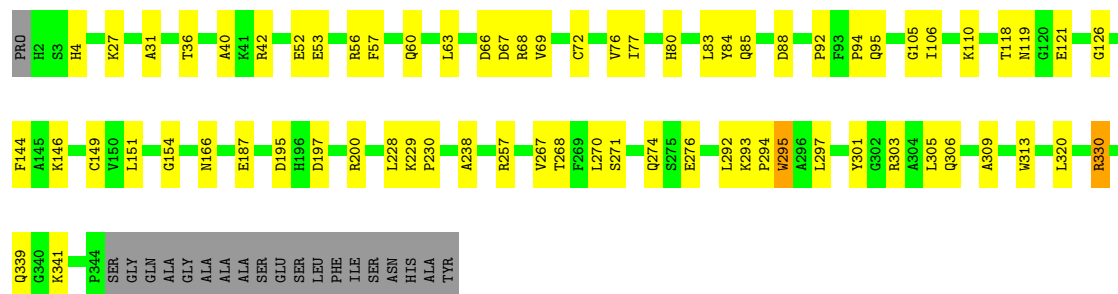 PRO H2 S3 H4 K27 A31 T36 A40 K41 R42 E52 E53 R56 F57 Q60 L63 D66 D67 R68 V69 C72 V76 I77 H80 L83 Y84 Q85 D88 P92 F93 P94 Q95 G105 I106 K110 T118 N119 G120 E121 G126
F144 A145 K146 C149 V150 L151 G154 N166 E187 D195 H196 D197 R200 L228 K229 P230 A238 R257 V267 T268 F269 L270 S271 Q274 S275 E276 L292 K293 P294 W295 A296 L297 Y301 G302 R303 A304 L305 Q306 A309 W313 L320 R330
Q339 G340 K341 P344 SER GLY GLN ALA GLY ALA ALA ALA SER GLU SER LEU PHE ILE SER ASN HIS ALA TYR